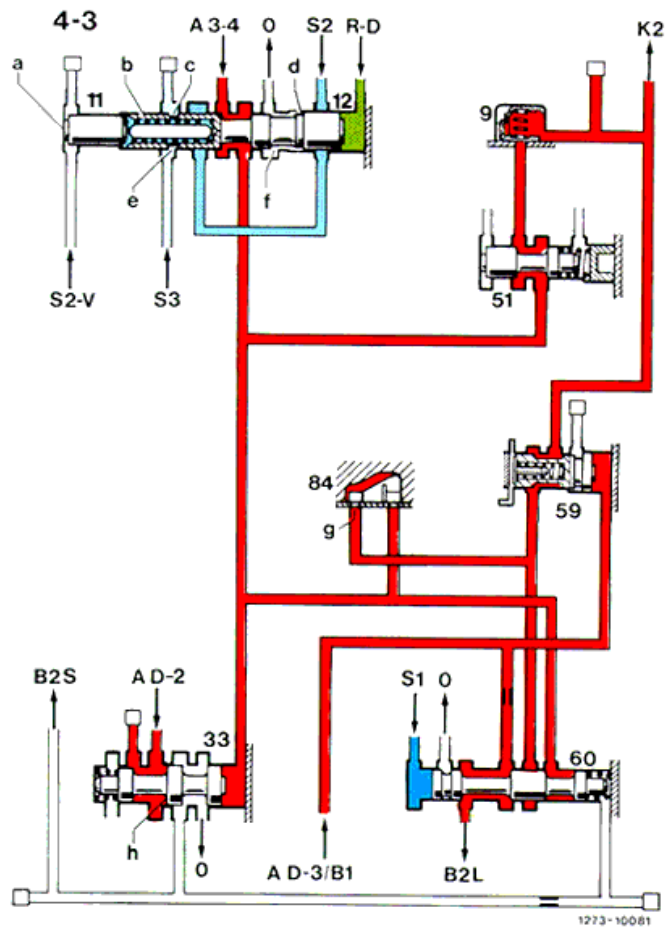 4-3
A3-4
0
S2
R-D
K2
a
11
b
c
d
12
9
e
f
S2-V
S3
51
84
g
59
B2S
A D-2
S1
0
33
60
h
0
A D-3/B1
B2L
1273-10081